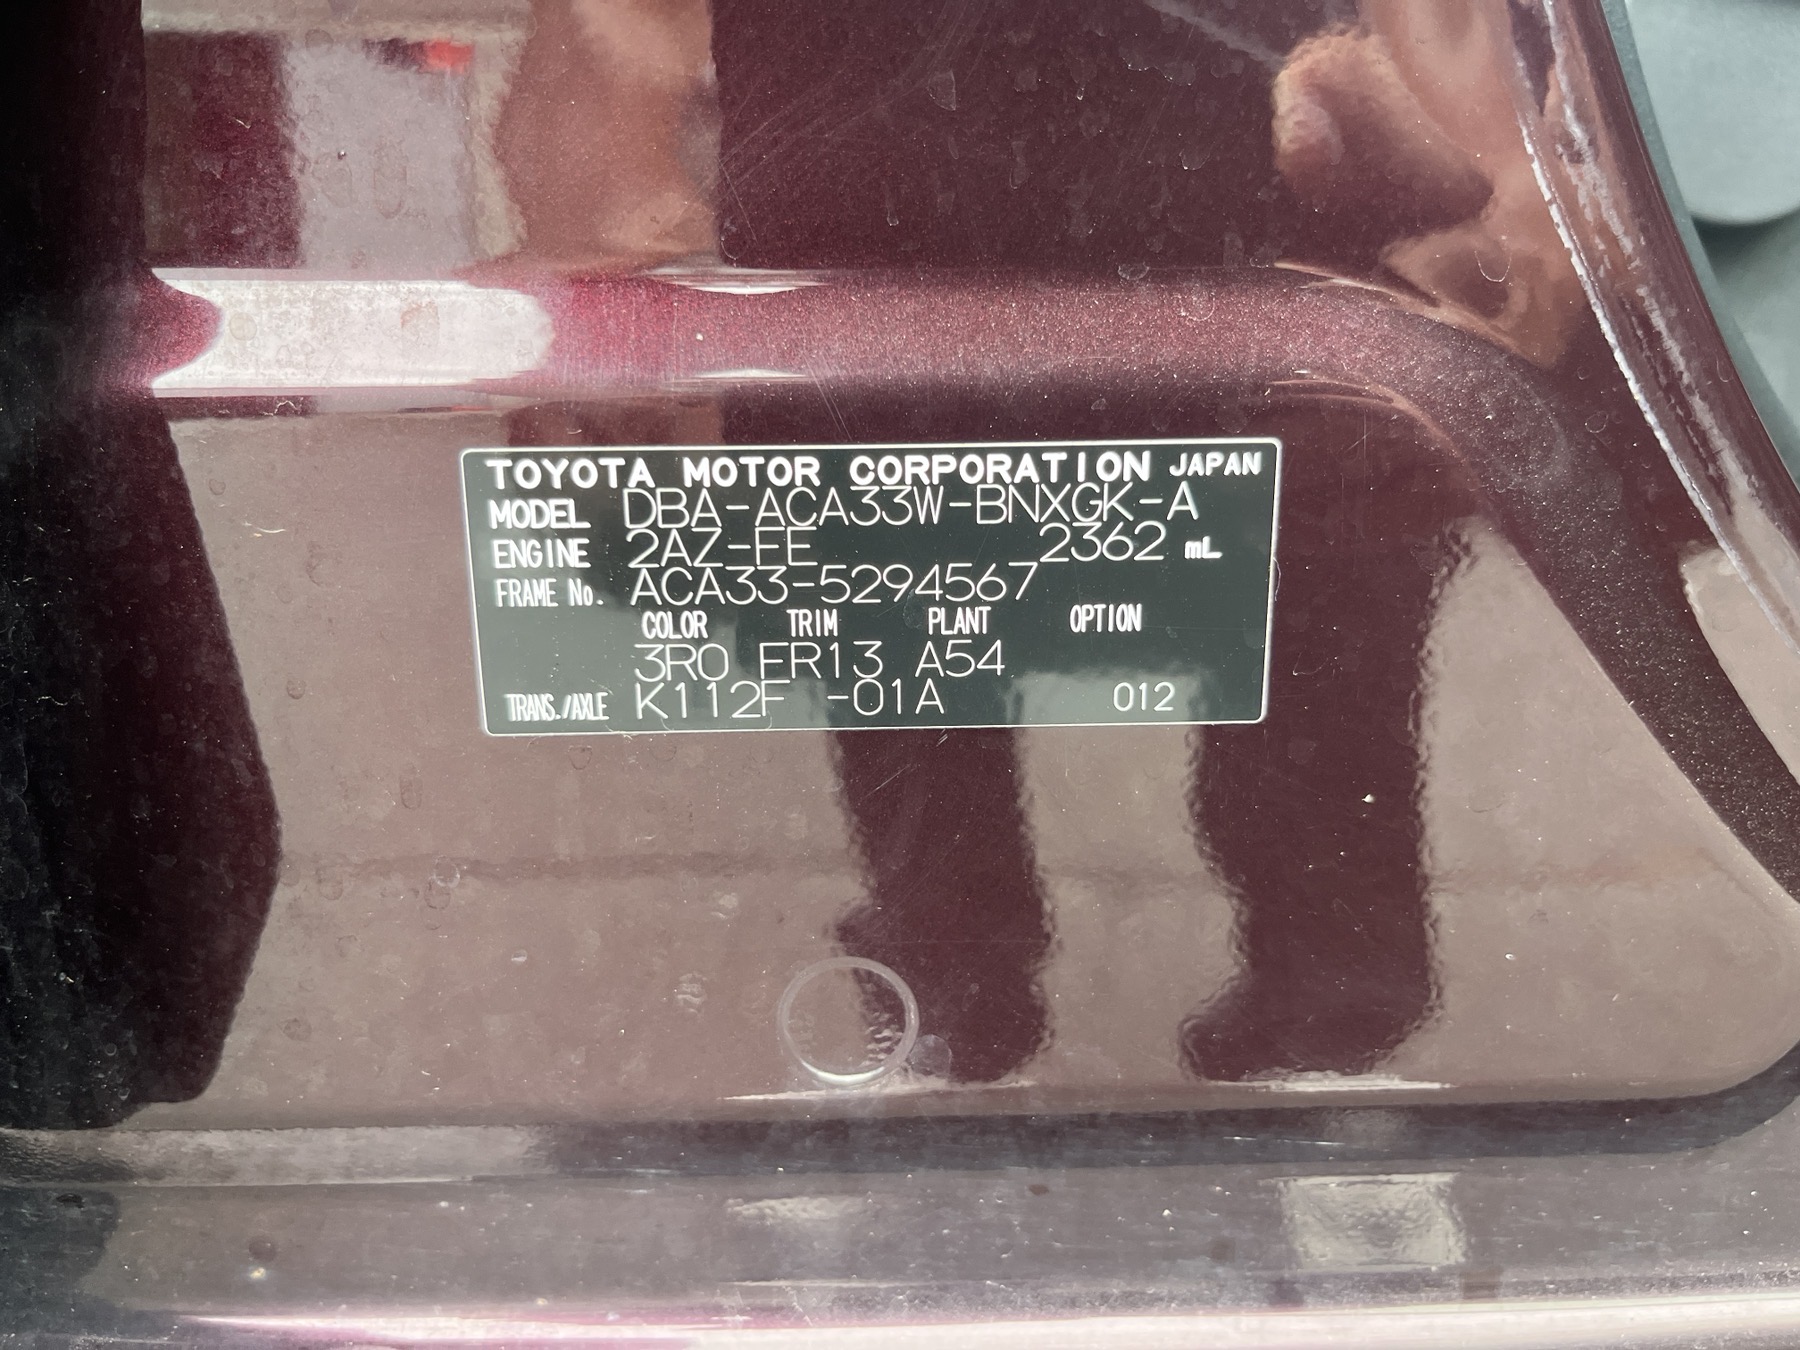 TOYOTA MOTOR CORPORATION JAPAN
MODEL DBA-ACA33W-BNXGK-A
ENGINE 2AZ-FE 2362 mL
FRAME No. ACA33-5294567
COLOR TRIM PLANT OPTION
3R0 FR13 A54
TRANS./AXLE K112F -01A 012